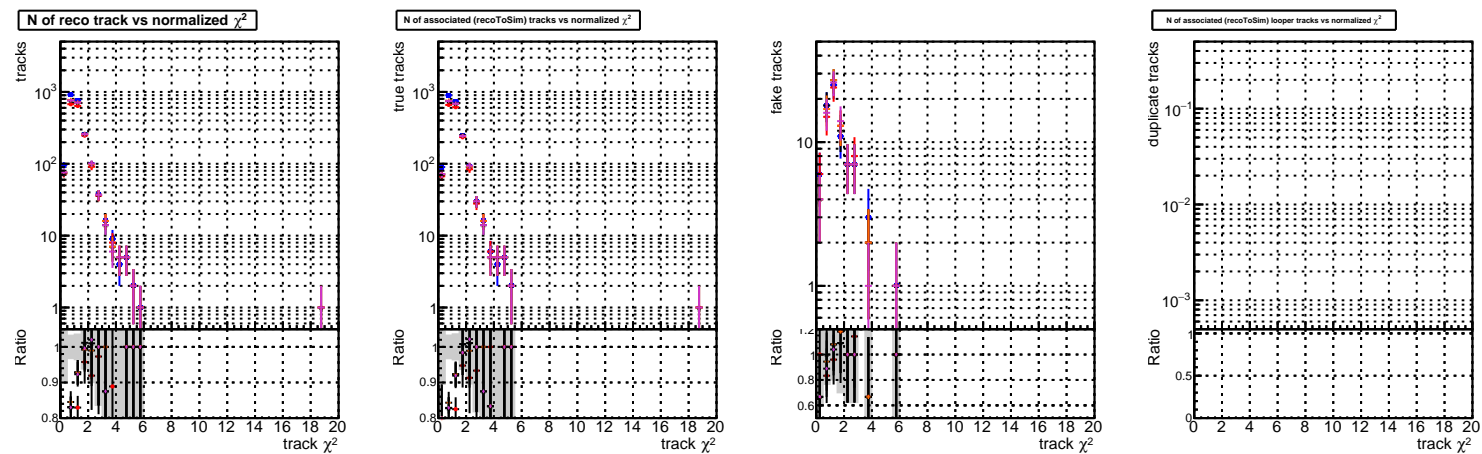 N of reco track vs normalized χ²
tracks
10³
10²
10
1
Ratio
1
0.9
0.8
0 2 4 6 8 10 12 14 16 18 20
track χ²
N of associated (recoToSim) tracks vs normalized χ²
true tracks
10³
10²
10
1
Ratio
1
0.9
0.8
0 2 4 6 8 10 12 14 16 18 20
track χ²
fake tracks
10
1
Ratio
1.2
1
0.8
0.6
0 2 4 6 8 10 12 14 16 18 20
track χ²
N of associated (recoToSim) looper tracks vs normalized χ²
duplicate tracks
10⁻¹
10⁻²
10⁻³
Ratio
1
0.5
0
0 2 4 6 8 10 12 14 16 18 20
track χ²